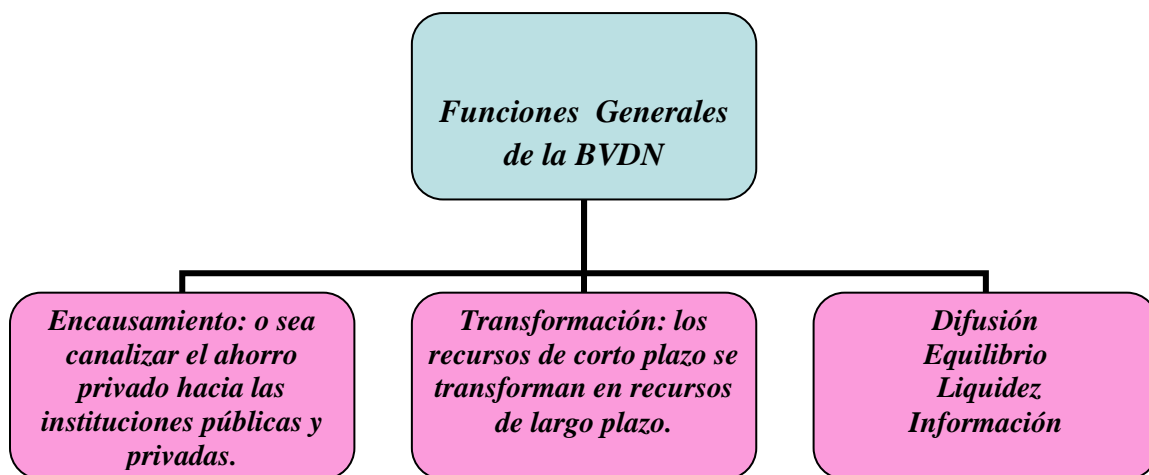 Funciones Generales
de la BVDN
Encausamiento: o sea
canalizar el ahorro
privado hacia las
instituciones públicas y
privadas.
Transformación: los
recursos de corto plazo se
transforman en recursos
de largo plazo.
Difusión
Equilibrio
Liquidez
Información